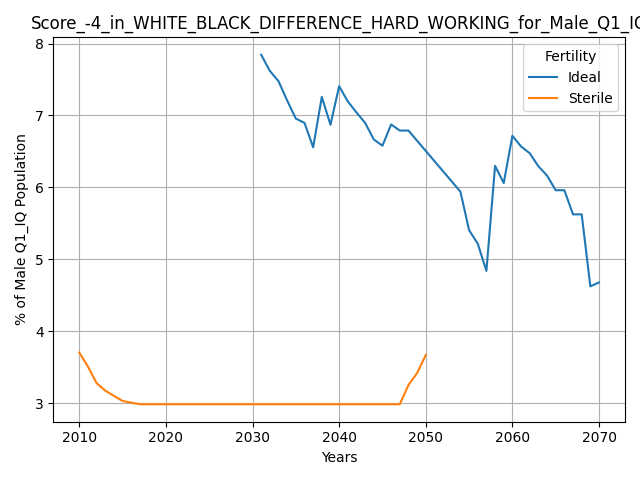 Score_-4_in_WHITE_BLACK_DIFFERENCE_HARD_WORKING_for_Male_Q1_IQ
8
7
6
5
4
3
% of Male Q1_IQ Population
Fertility
Ideal
Sterile
2010 2020 2030 2040 2050 2060 2070
Years